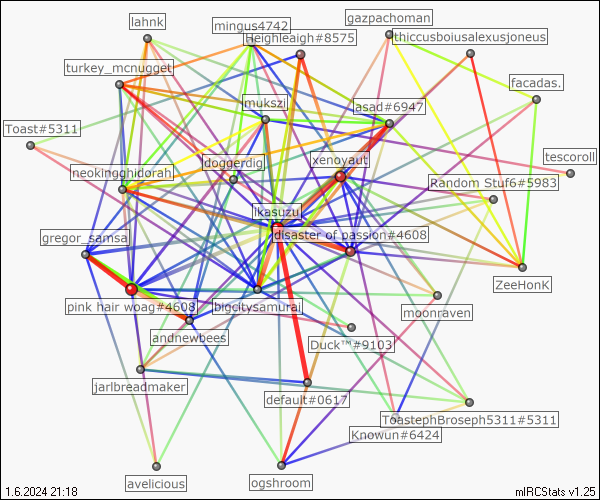 gazpachoman
lahnk
mingus4742
Heighleaigh#8575
thiccusboiusalexusjoneus
turkey_mcnugget
facadas.
mukszi
asad#6947
Toast#5311
tescoroll
doggerdig
xenoyaut
neokingghidorah
Random Stuf6#5983
Ikasuzu
disaster of passion#4608
gregor_samsa
ZeeHonK
pink hair woag#4608
bigcitysamurai
moonraven
andnewbees
Duck™#9103
jarlbreadmaker
default#0617
ToastephBroseph5311#5311
Knowun#6424
avelicious
ogshroom
1.6.2024 21:18
mIRCStats v1.25